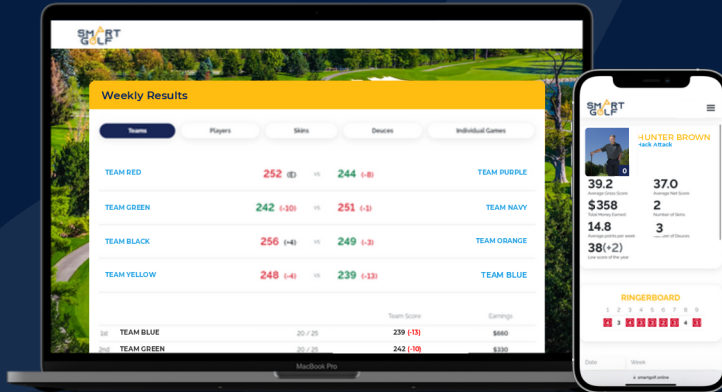 SMART
GOLF
Weekly Results
Teams Players Skins Deuces Individual Games
TEAM RED 252 (E) vs 244 (-8) TEAM PURPLE
TEAM GREEN 242 (-10) vs 251 (-1) TEAM NAVY
TEAM BLACK 256 (+4) vs 249 (-3) TEAM ORANGE
TEAM YELLOW 248 (-4) vs 239 (-13) TEAM BLUE
Team Score Earnings
1st TEAM BLUE 20 / 25 239 (-13) $660
2nd TEAM GREEN 20 / 25 242 (-10) $330
MacBook Pro
SMART
GOLF
HUNTER BROWN
Hack Attack
0
39.2 37.0
Average Gross Score Average Net Score
$358 2
Total Money Earned Number of Skins
14.8 3
Average points per week of Deuces
38(+2)
Low score of the year
RINGERBOARD
1 2 3 4 5 6 7 8 9
4 3 4 3 3 2 3 4 3
Date Week
smartgolf.online